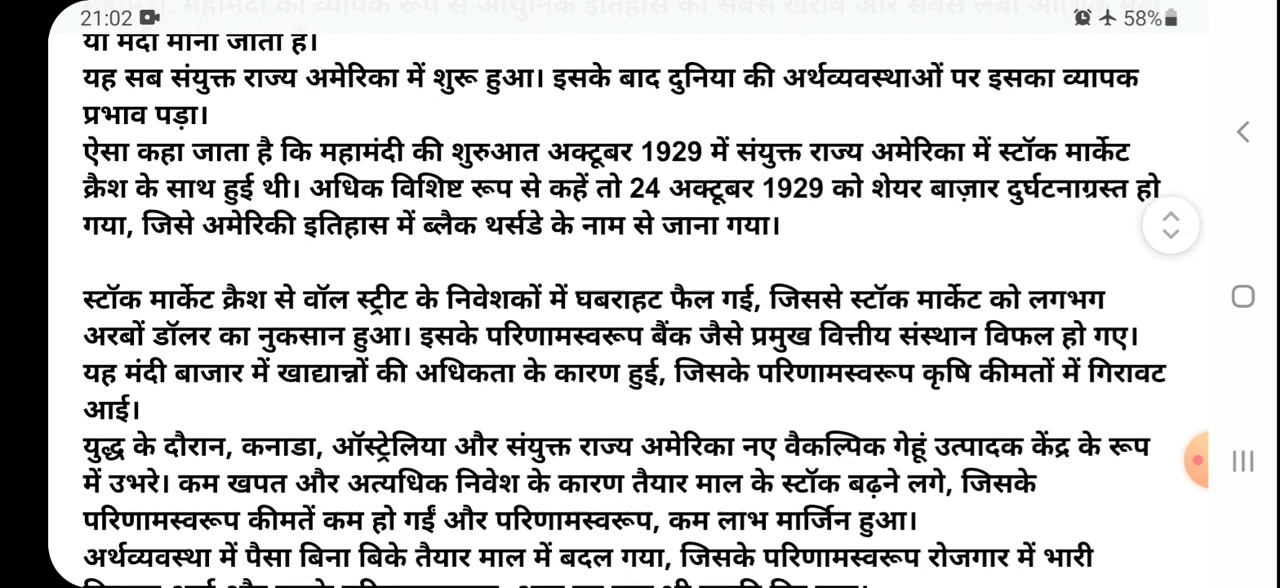 21:02
58%
या मंदी माना जाता है।
यह सब संयुक्त राज्य अमेरिका में शुरू हुआ। इसके बाद दुनिया की अर्थव्यवस्थाओं पर इसका व्यापक
प्रभाव पड़ा।
ऐसा कहा जाता है कि महामंदी की शुरुआत अक्टूबर 1929 में संयुक्त राज्य अमेरिका में स्टॉक मार्केट
क्रैश के साथ हुई थी। अधिक विशिष्ट रूप से कहें तो 24 अक्टूबर 1929 को शेयर बाज़ार दुर्घटनाग्रस्त हो
गया, जिसे अमेरिकी इतिहास में ब्लैक थर्सडे के नाम से जाना गया।
स्टॉक मार्केट क्रैश से वॉल स्ट्रीट के निवेशकों में घबराहट फैल गई, जिससे स्टॉक मार्केट को लगभग
अरबों डॉलर का नुकसान हुआ। इसके परिणामस्वरूप बैंक जैसे प्रमुख वित्तीय संस्थान विफल हो गए।
यह मंदी बाजार में खाद्यान्नों की अधिकता के कारण हुई, जिसके परिणामस्वरूप कृषि कीमतों में गिरावट
आई।
युद्ध के दौरान, कनाडा, ऑस्ट्रेलिया और संयुक्त राज्य अमेरिका नए वैकल्पिक गेहूं उत्पादक केंद्र के रूप
में उभरे। कम खपत और अत्यधिक निवेश के कारण तैयार माल के स्टॉक बढ़ने लगे, जिसके
परिणामस्वरूप कीमतें कम हो गईं और परिणामस्वरूप, कम लाभ मार्जिन हुआ।
अर्थव्यवस्था में पैसा बिना बिके तैयार माल में बदल गया, जिसके परिणामस्वरूप रोजगार में भारी